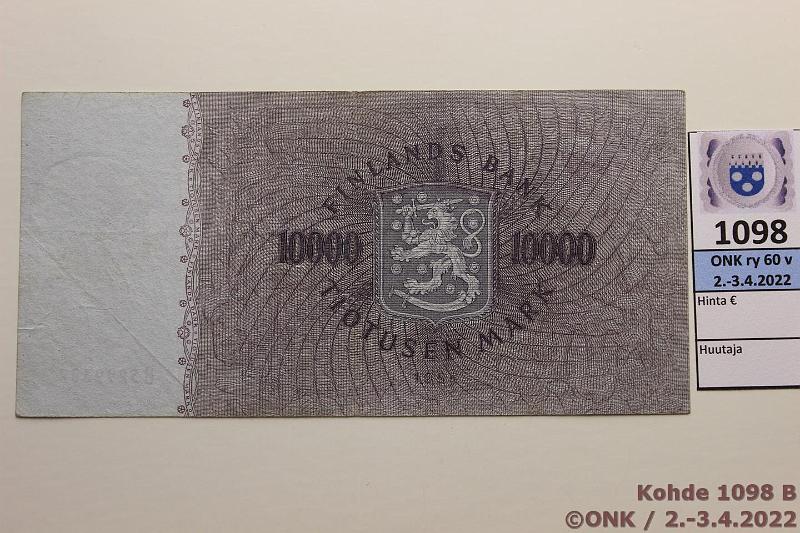 FINLANDS BANK
10000 10000
TIOTUSEN MARK
1955
1098
ONK ry 60 v
2.-3.4.2022
Hinta €
Huutaja
Kohde 1098 B
©ONK / 2.-3.4.2022